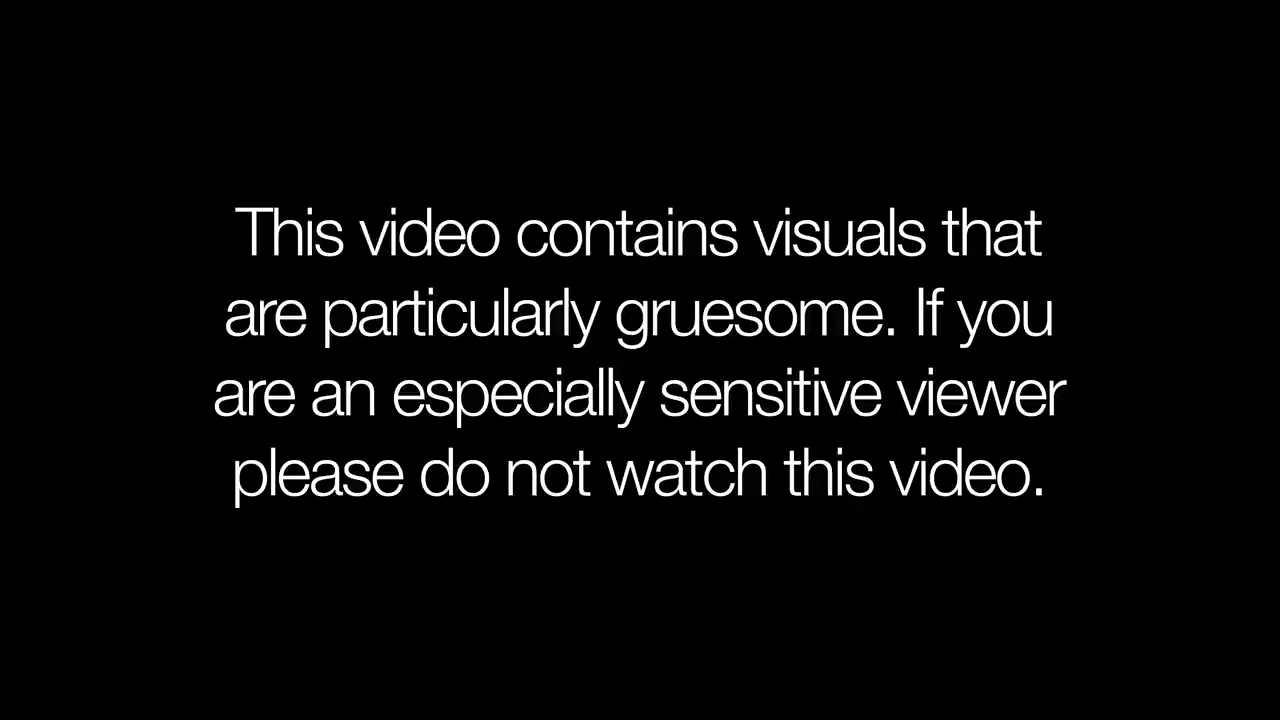 This video contains visuals that
are particularly gruesome. If you
are an especially sensitive viewer
please do not watch this video.